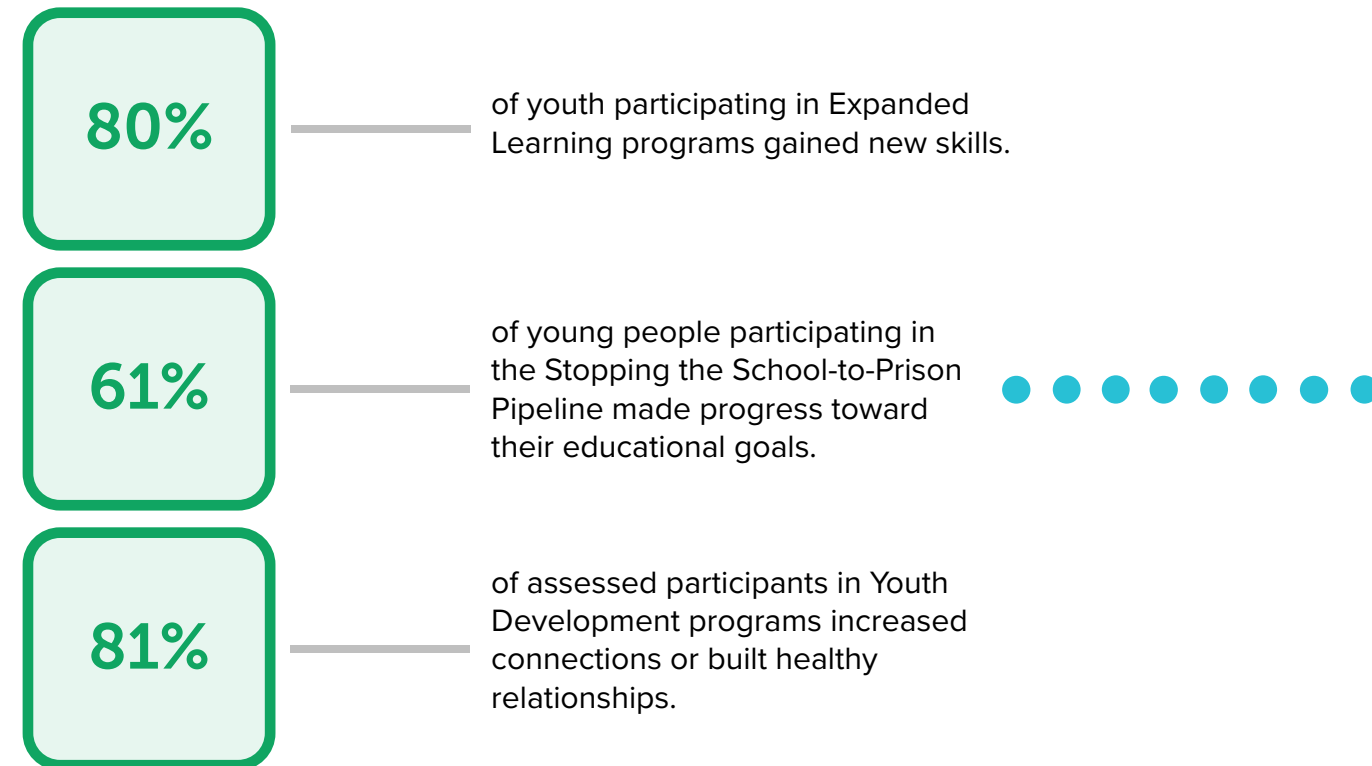 80%
of youth participating in Expanded
Learning programs gained new skills.
61%
of young people participating in
the Stopping the School-to-Prison
Pipeline made progress toward
their educational goals.
81%
of assessed participants in Youth
Development programs increased
connections or built healthy
relationships.